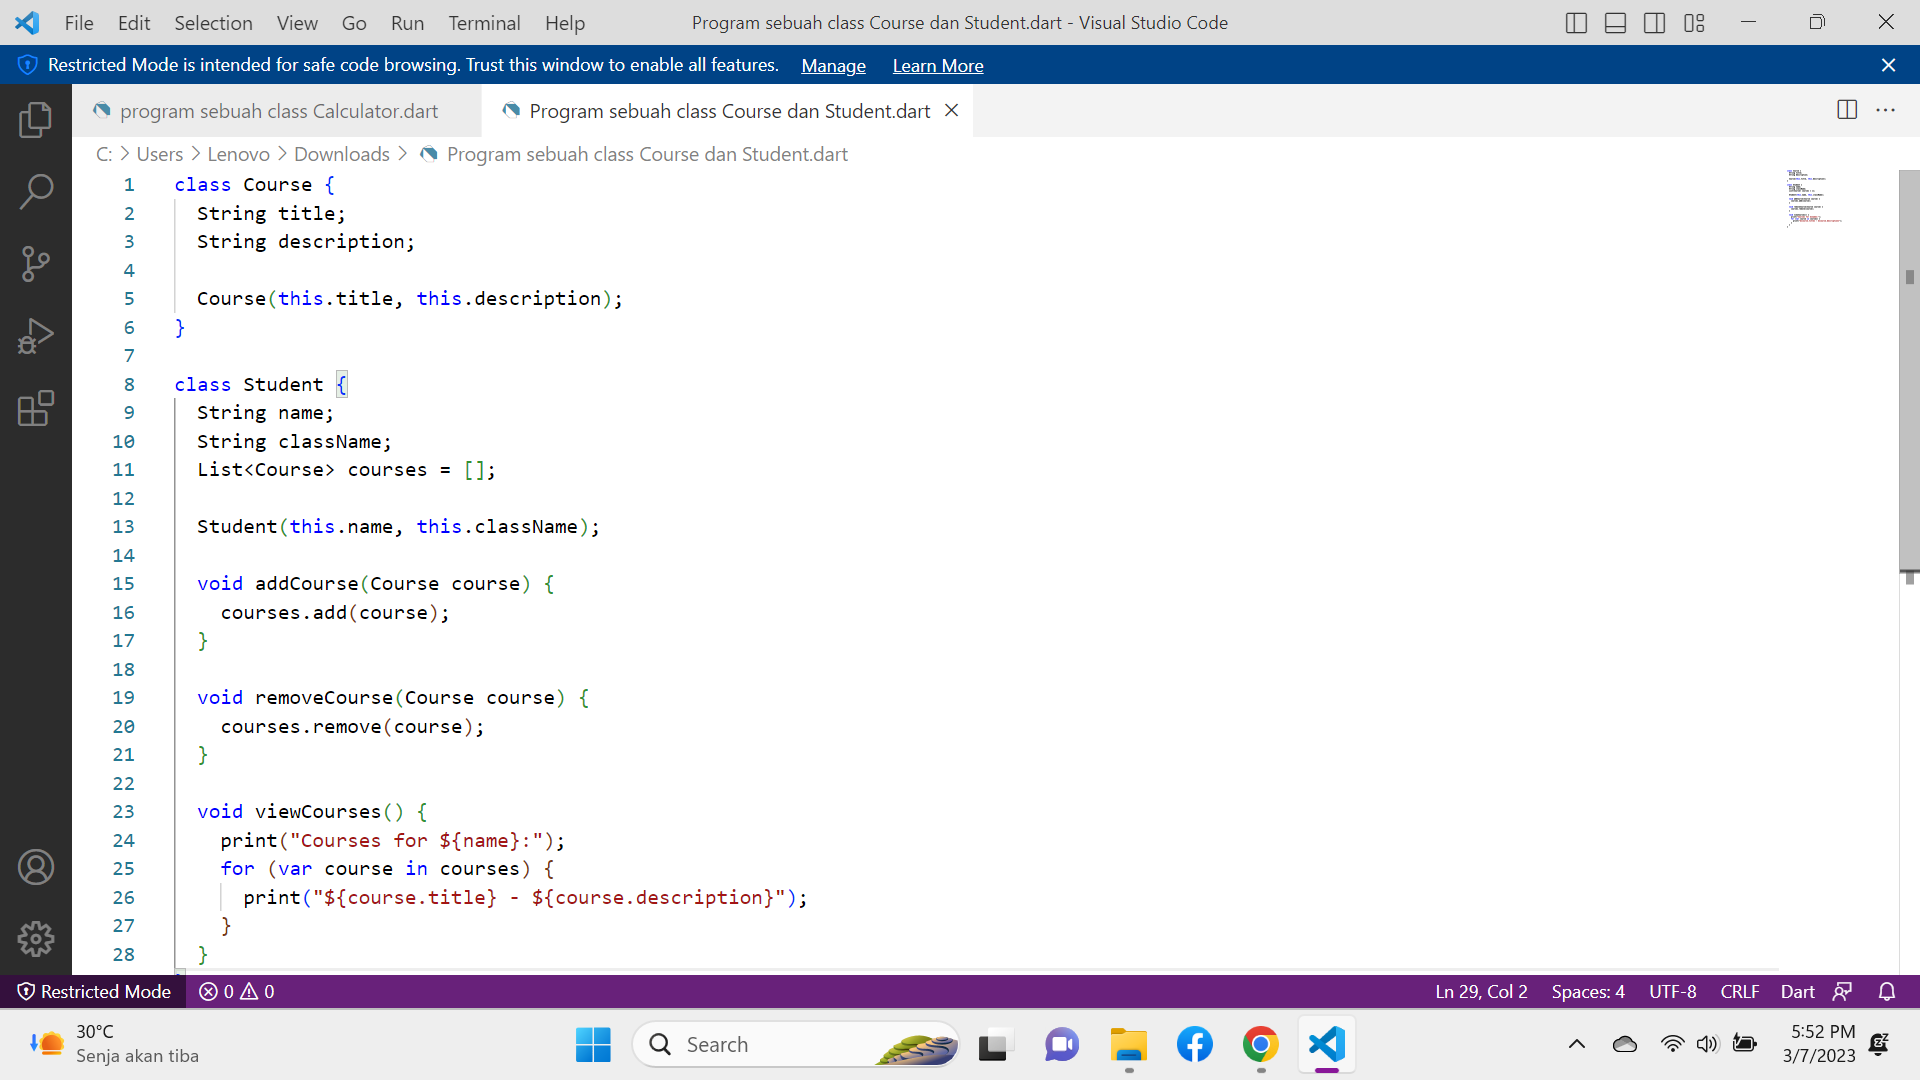 File Edit Selection View Go Run Terminal Help Program sebuah class Course dan Student.dart - Visual Studio Code
Restricted Mode is intended for safe code browsing. Trust this window to enable all features. Manage Learn More
program sebuah class Calculator.dart Program sebuah class Course dan Student.dart
C: > Users > Lenovo > Downloads > Program sebuah class Course dan Student.dart
1 class Course {
2 String title;
3 String description;
4
5 Course(this.title, this.description);
6 }
7
8 class Student {
9 String name;
10 String className;
11 List<Course> courses = [];
12
13 Student(this.name, this.className);
14
15 void addCourse(Course course) {
16 courses.add(course);
17 }
18
19 void removeCourse(Course course) {
20 courses.remove(course);
21 }
22
23 void viewCourses() {
24 print("Courses for ${name}:");
25 for (var course in courses) {
26 print("${course.title} - ${course.description}");
27 }
28 }
Restricted Mode 0 0 Ln 29, Col 2 Spaces: 4 UTF-8 CRLF Dart
30°C
Senja akan tiba
Search
5:52 PM
3/7/2023